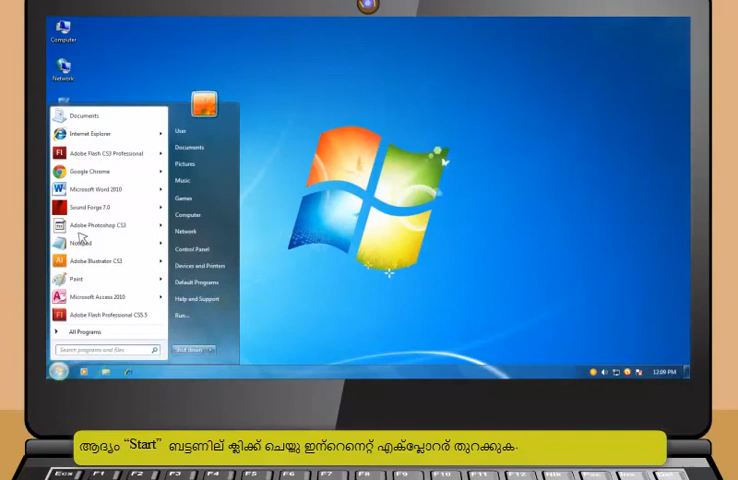 Computer
Network
Documents
Internet Explorer
Adobe Flash CS3 Professional
Google Chrome
Microsoft Word 2010
Sound Forge 7.0
Adobe Photoshop CS3
Notepad
Adobe Illustrator CS3
Paint
Microsoft Access 2010
Adobe Flash Professional CS5.5
All Programs
Search programs and files
User
Documents
Pictures
Music
Games
Computer
Network
Control Panel
Devices and Printers
Default Programs
Help and Support
Run...
Shut down
12:09 PM
ആദ്യം “Start” ബട്ടണില് ക്ലിക്ക് ചെയ്തു ഇന്റെനെറ്റ് എക്പ്ലോറര് തുറക്കുക.
Esc F1 F2 F3 F4 F5 F6 F7 F8 F9 F10 F11 F12